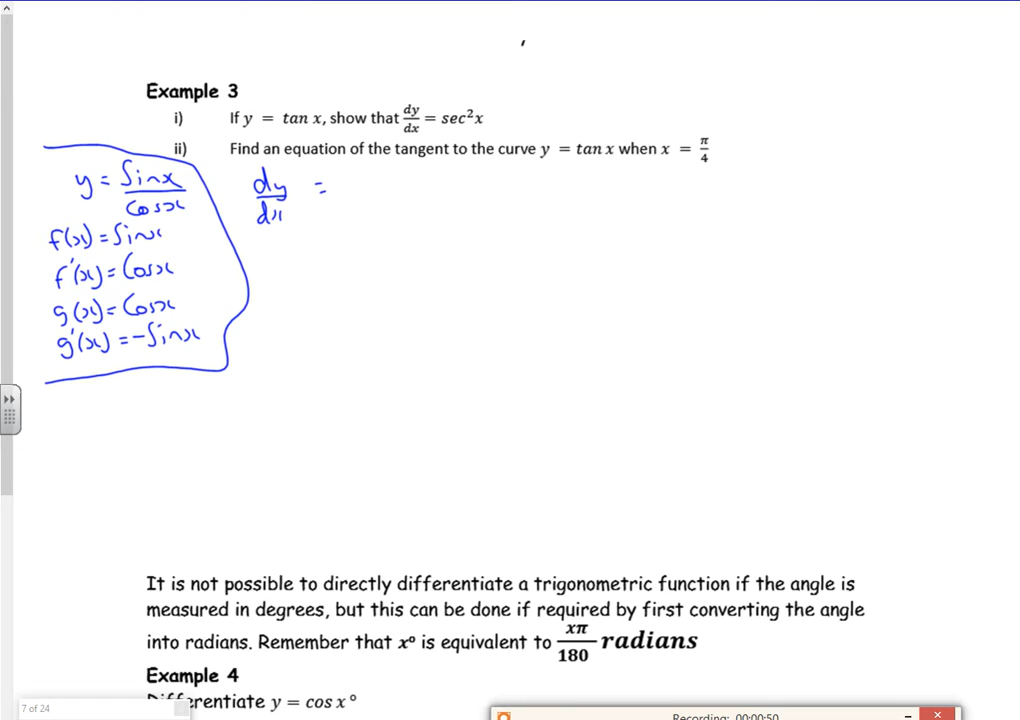 Example 3
i) If y = tan x, show that dy/dx = sec²x
ii) Find an equation of the tangent to the curve y = tan x when x = π/4
y = Sinx/Cosx
dy/dx =
f(x) = Sinx
f'(x) = Cosx
g(x) = Cosx
g'(x) = -Sinx
It is not possible to directly differentiate a trigonometric function if the angle is
measured in degrees, but this can be done if required by first converting the angle
into radians. Remember that x° is equivalent to xπ/180 radians
Example 4
Differentiate y = cos x°
7 of 24
Recording: 00:00:50